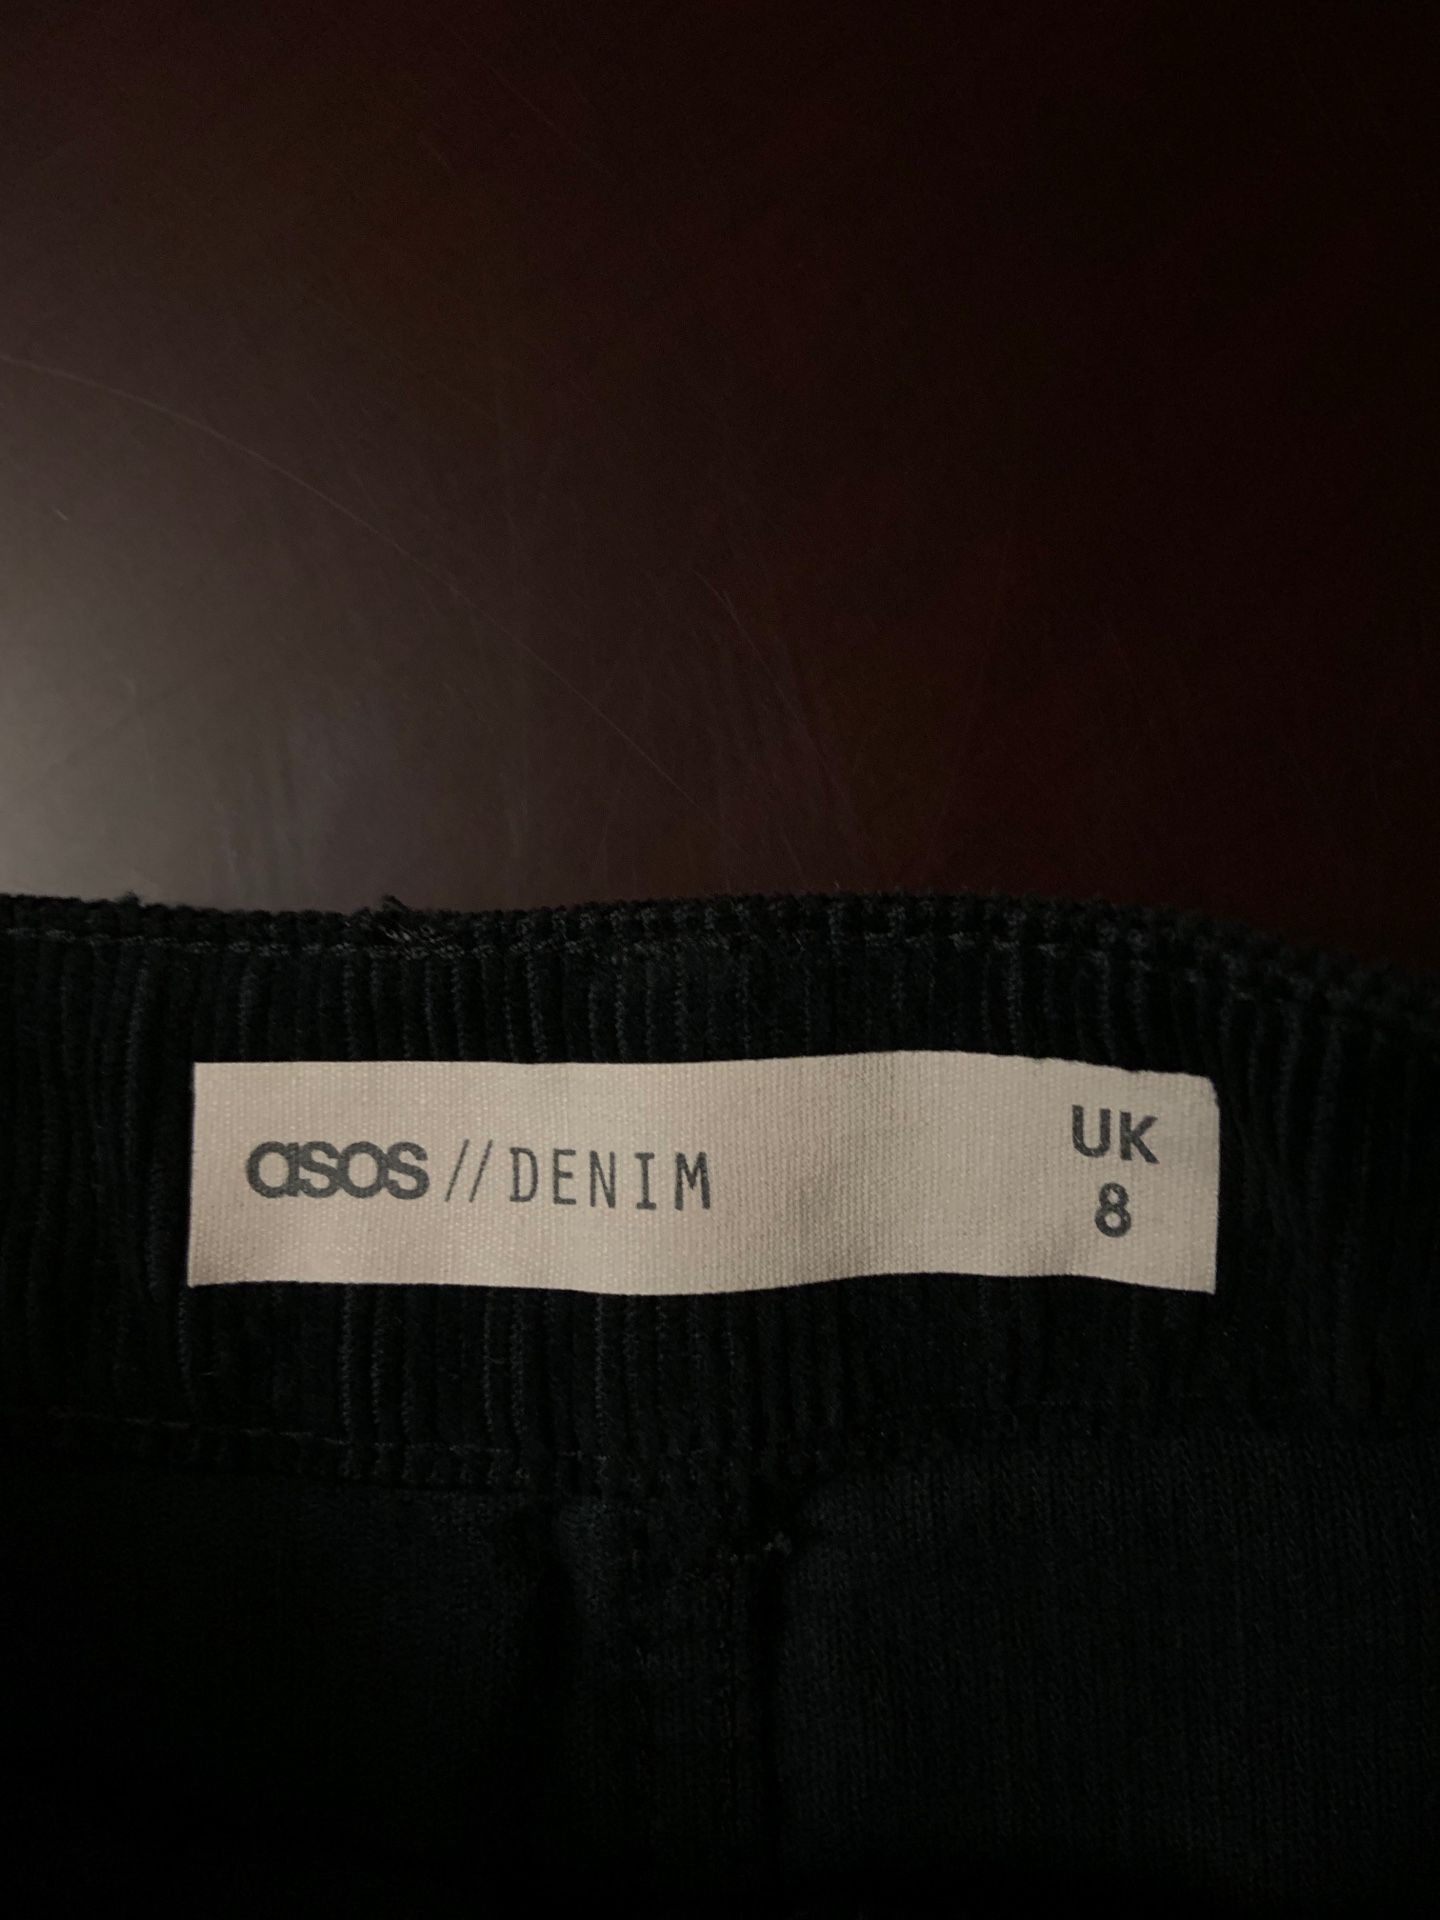 asos // DENIM
UK
8